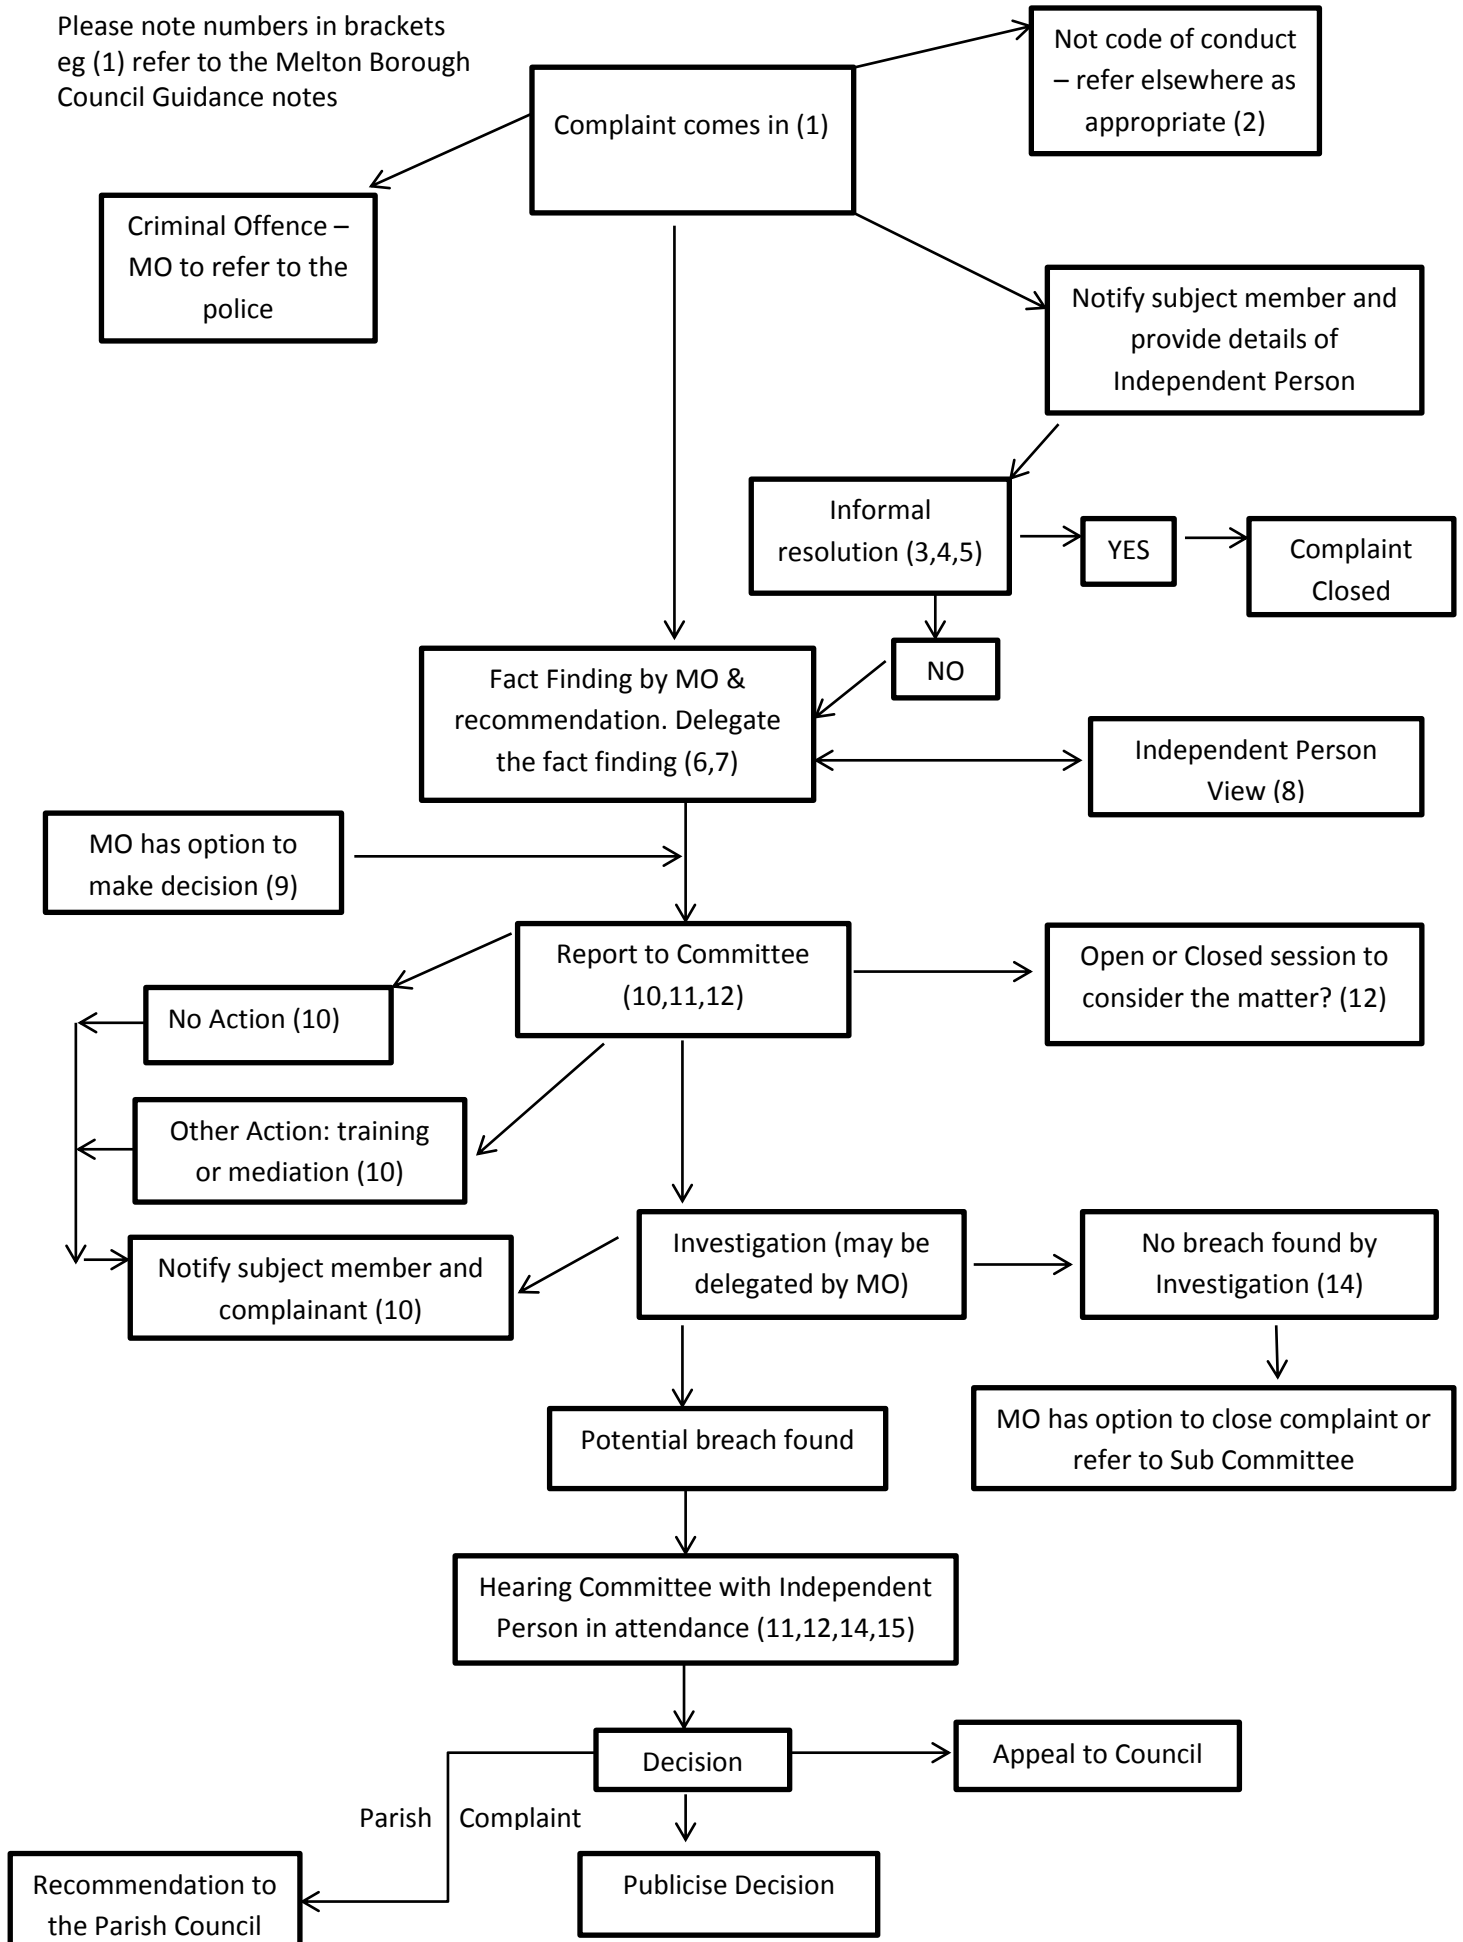 Please note numbers in brackets
eg (1) refer to the Melton Borough
Council Guidance notes
Complaint comes in (1)
Not code of conduct
– refer elsewhere as
appropriate (2)
Criminal Offence –
MO to refer to the
police
Notify subject member and
provide details of
Independent Person
Informal
resolution (3,4,5)
YES
Complaint
Closed
NO
Fact Finding by MO &
recommendation. Delegate
the fact finding (6,7)
Independent Person
View (8)
MO has option to
make decision (9)
Report to Committee
(10,11,12)
Open or Closed session to
consider the matter? (12)
No Action (10)
Other Action: training
or mediation (10)
Notify subject member and
complainant (10)
Investigation (may be
delegated by MO)
No breach found by
Investigation (14)
MO has option to close complaint or
refer to Sub Committee
Potential breach found
Hearing Committee with Independent
Person in attendance (11,12,14,15)
Decision
Appeal to Council
Parish Complaint
Publicise Decision
Recommendation to
the Parish Council